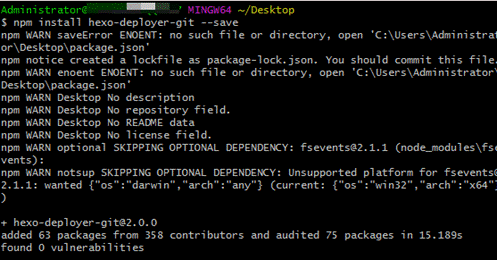 Administrator@ MINGW64 ~/Desktop
$ npm install hexo-deployer-git --save
npm WARN saveError ENOENT: no such file or directory, open 'C:\Users\Administrat
or\Desktop\package.json'
npm notice created a lockfile as package-lock.json. You should commit this file.
npm WARN enoent ENOENT: no such file or directory, open 'C:\Users\Administrator\
Desktop\package.json'
npm WARN Desktop No description
npm WARN Desktop No repository field.
npm WARN Desktop No README data
npm WARN Desktop No license field.
npm WARN optional SKIPPING OPTIONAL DEPENDENCY: fsevents@2.1.1 (node_modules\fse
vents):
npm WARN notsup SKIPPING OPTIONAL DEPENDENCY: Unsupported platform for fsevents@
2.1.1: wanted {"os":"darwin","arch":"any"} (current: {"os":"win32","arch":"x64"}
)
+ hexo-deployer-git@2.0.0
added 63 packages from 358 contributors and audited 75 packages in 15.189s
found 0 vulnerabilities